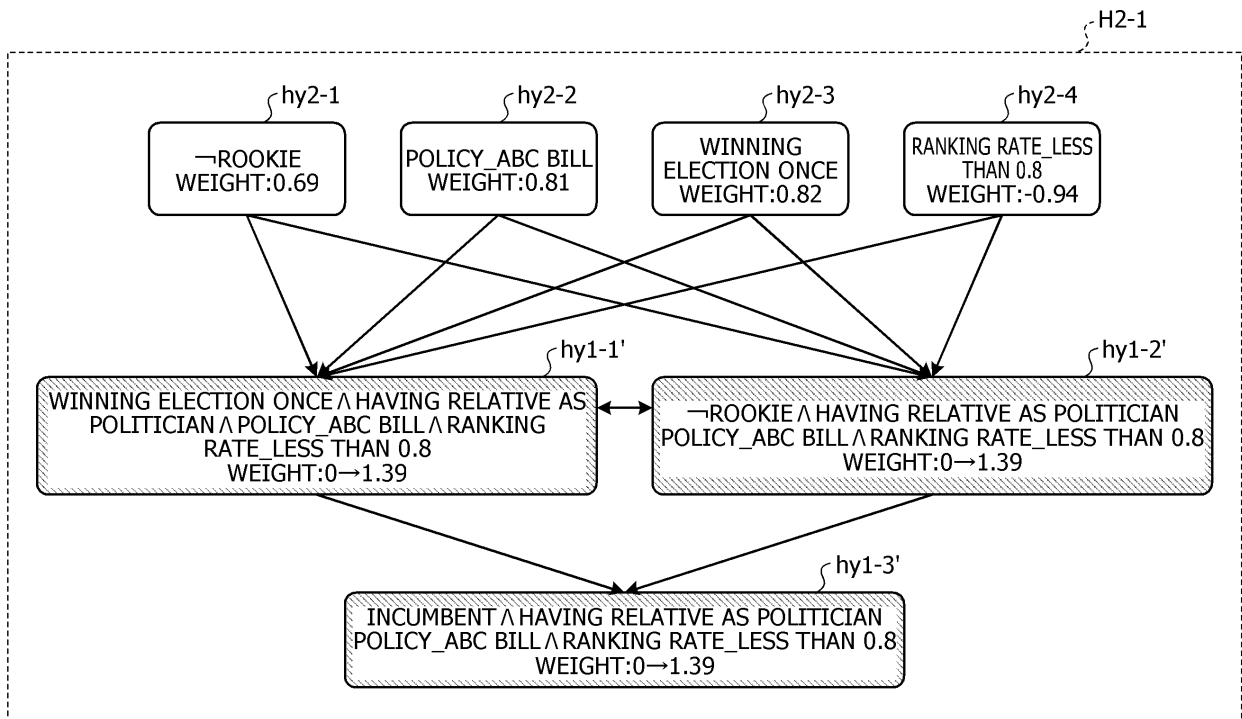 H2-1
hy2-1
hy2-2
hy2-3
hy2-4
¬ROOKIE
WEIGHT:0.69
POLICY_ABC BILL
WEIGHT:0.81
WINNING
ELECTION ONCE
WEIGHT:0.82
RANKING RATE_LESS
THAN 0.8
WEIGHT:-0.94
hy1-1'
hy1-2'
WINNING ELECTION ONCE∧HAVING RELATIVE AS
POLITICIAN∧POLICY_ABC BILL∧RANKING
RATE_LESS THAN 0.8
WEIGHT:0→1.39
¬ROOKIE∧HAVING RELATIVE AS POLITICIAN
POLICY_ABC BILL∧RANKING RATE_LESS THAN 0.8
WEIGHT:0→1.39
hy1-3'
INCUMBENT∧HAVING RELATIVE AS POLITICIAN
POLICY_ABC BILL∧RANKING RATE_LESS THAN 0.8
WEIGHT:0→1.39